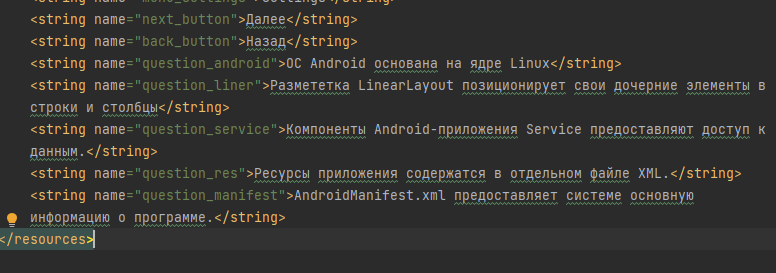 <string name="next_button">Далее</string>
<string name="back_button">Назад</string>
<string name="question_android">ОС Android основана на ядре Linux</string>
<string name="question_liner">Размететка LinearLayout позиционирует свои дочерние элементы в
строки и столбцы</string>
<string name="question_service">Компоненты Android-приложения Service предоставляют доступ к
данным.</string>
<string name="question_res">Ресурсы приложения содержатся в отдельном файле XML.</string>
<string name="question_manifest">AndroidManifest.xml предоставляет системе основную
информацию о программе.</string>
</resources>